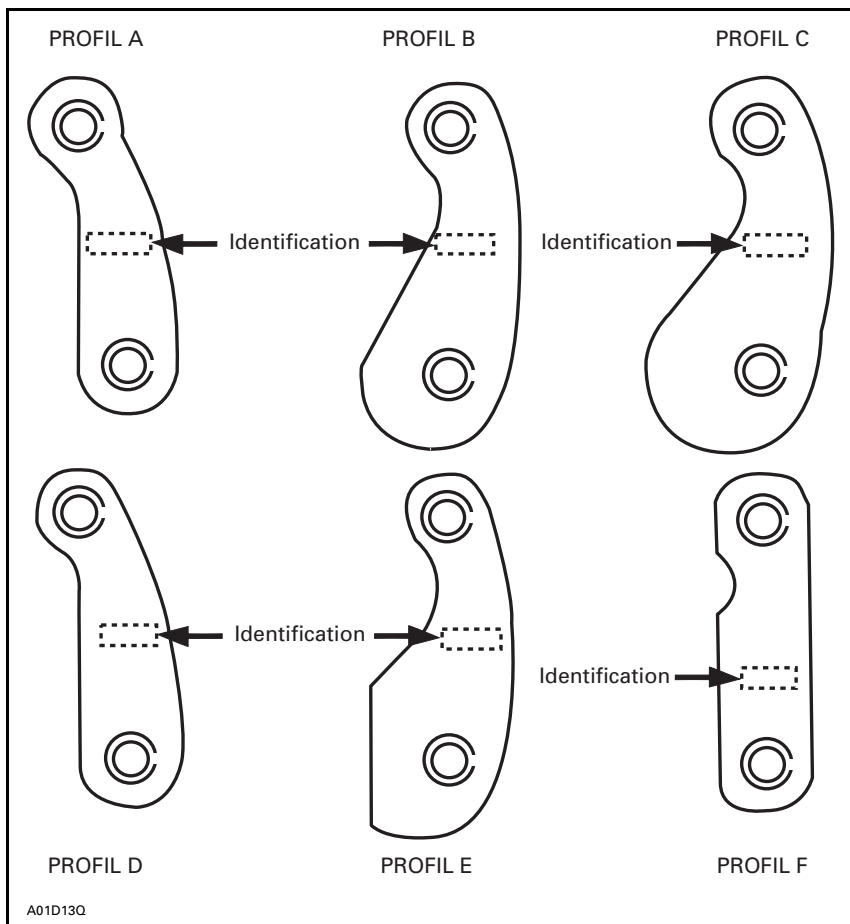 PROFIL A
PROFIL B
PROFIL C
Identification
Identification
Identification
Identification
PROFIL D
PROFIL E
PROFIL F
A01D13Q